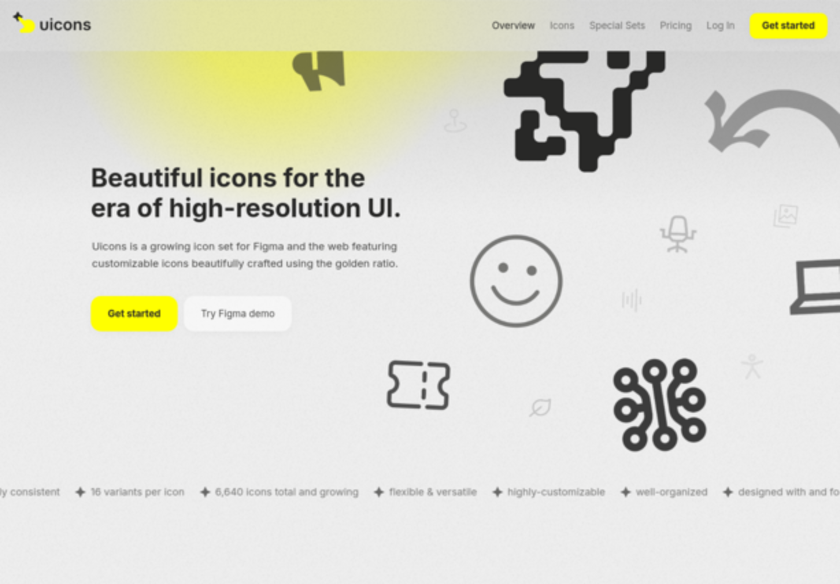 uicons
Overview Icons Special Sets Pricing Log In Get started
Beautiful icons for the
era of high-resolution UI.
Uicons is a growing icon set for Figma and the web featuring
customizable icons beautifully crafted using the golden ratio.
Get started Try Figma demo
ly consistent 16 variants per icon 6,640 icons total and growing flexible & versatile highly-customizable well-organized designed with and fo